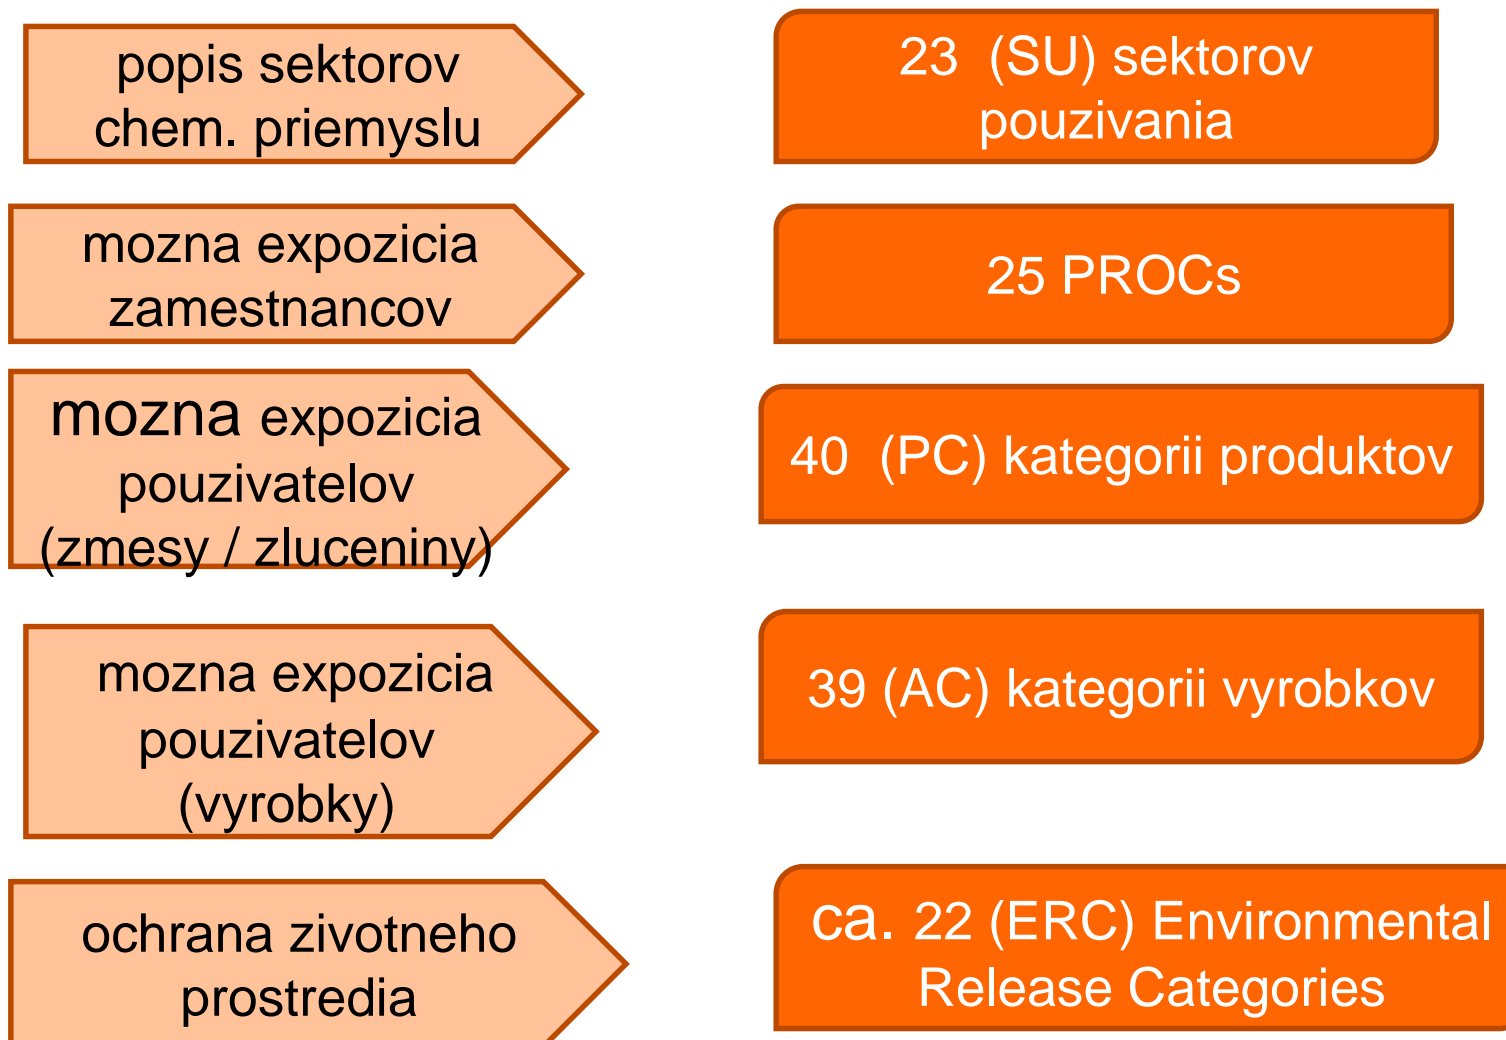 popis sektorov
chem. priemyslu
23 (SU) sektorov
pouzivania
mozna expozicia
zamestnancov
25 PROCs
mozna expozicia
pouzivatelov
(zmesy / zluceniny)
40 (PC) kategorii produktov
mozna expozicia
pouzivatelov
(vyrobky)
39 (AC) kategorii vyrobkov
ochrana zivotneho
prostredia
ca. 22 (ERC) Environmental
Release Categories